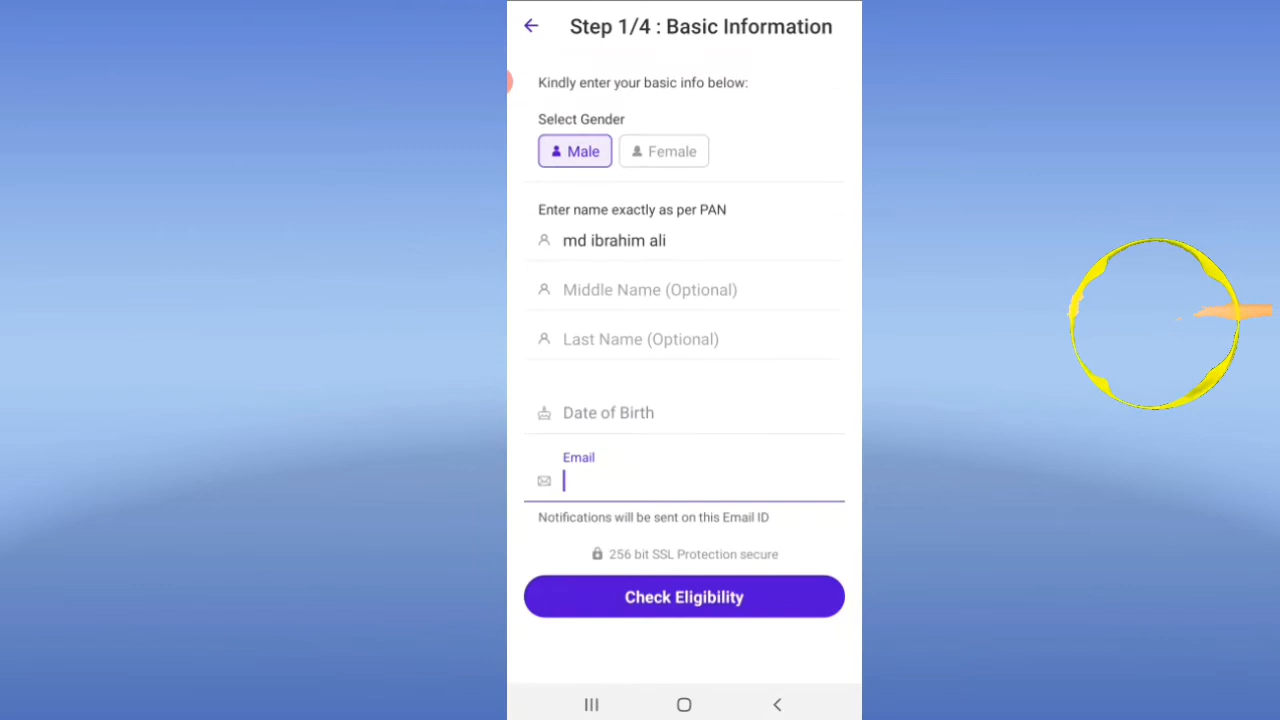 Step 1/4 : Basic Information
Kindly enter your basic info below:
Select Gender
Male Female
Enter name exactly as per PAN
md ibrahim ali
Middle Name (Optional)
Last Name (Optional)
Date of Birth
Email
Notifications will be sent on this Email ID
256 bit SSL Protection secure
Check Eligibility